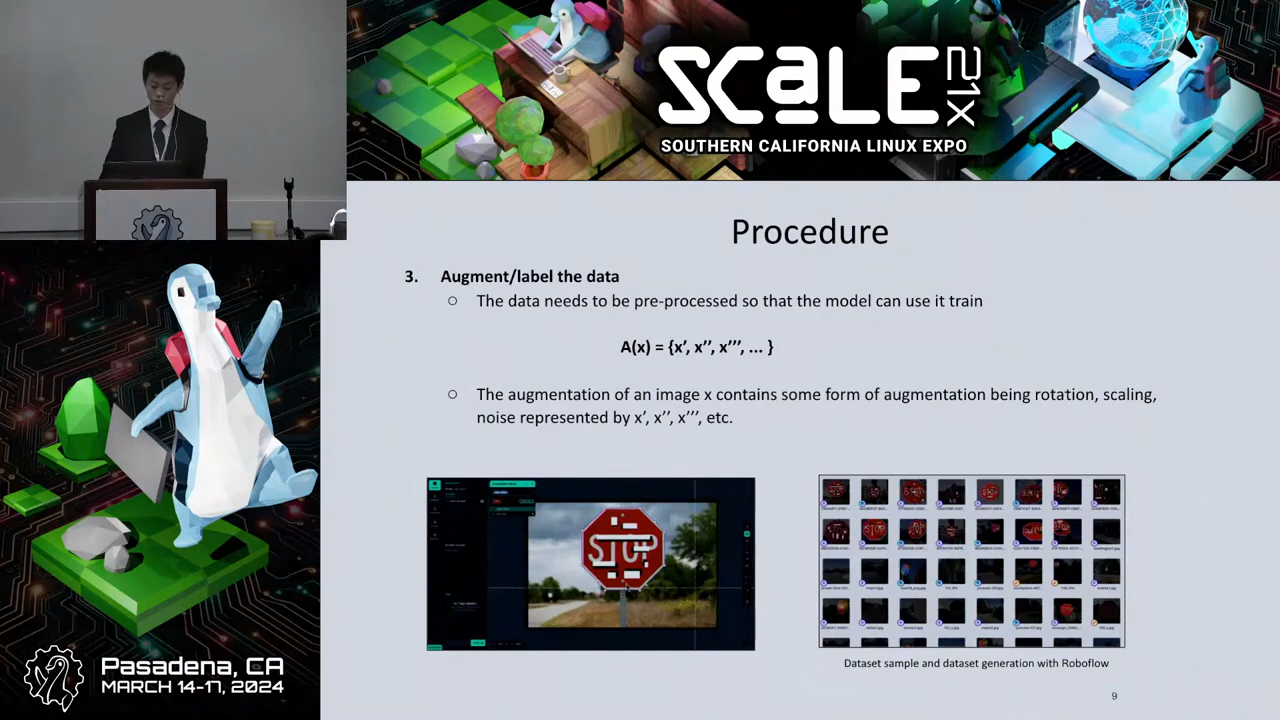 SCaLE 21x
SOUTHERN CALIFORNIA LINUX EXPO
Procedure
3. Augment/label the data
○ The data needs to be pre-processed so that the model can use it train
A(x) = {x’, x’’, x’’’, ... }
○ The augmentation of an image x contains some form of augmentation being rotation, scaling,
noise represented by x’, x’’, x’’’, etc.
STOP
Dataset sample and dataset generation with Roboflow
9
Pasadena, CA
MARCH 14-17, 2024